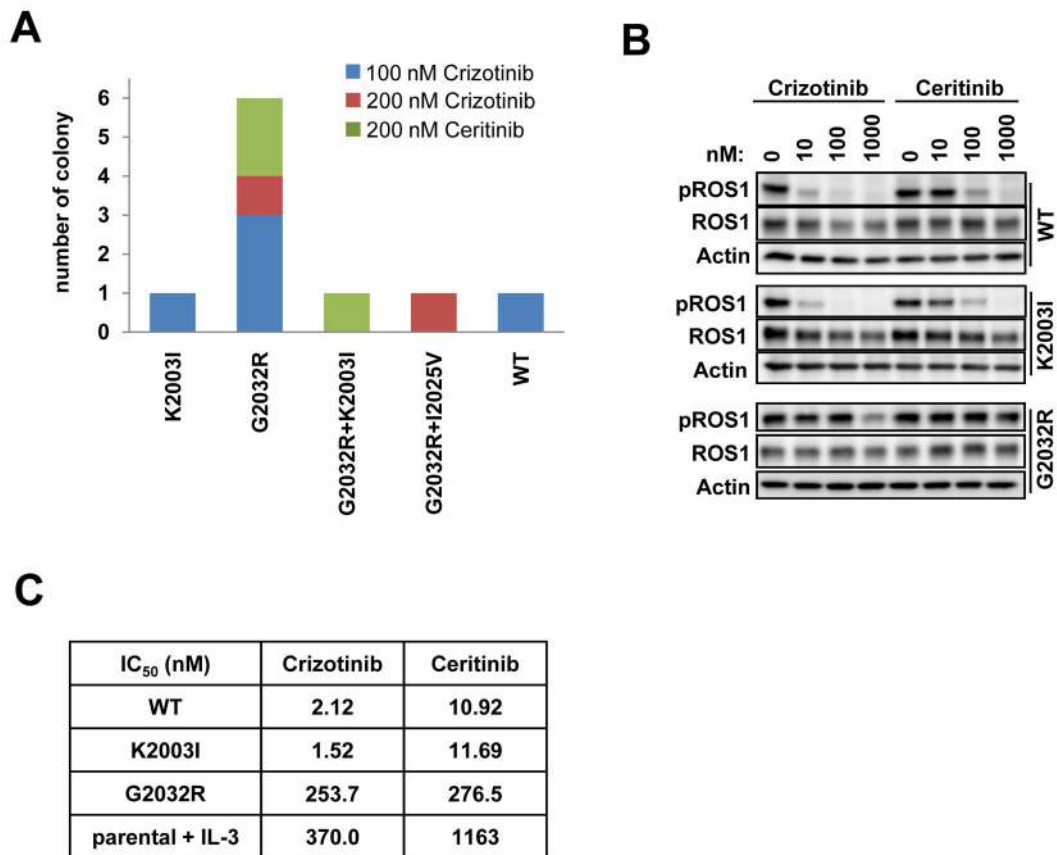 A
100 nM Crizotinib
200 nM Crizotinib
200 nM Ceritinib
number of colony
6
5
4
3
2
1
0
K2003I
G2032R
G2032R+K2003I
G2032R+I2025V
WT
B
Crizotinib Ceritinib
nM: 0 10 100 1000 0 10 100 1000
pROS1
ROS1
Actin
WT
pROS1
ROS1
Actin
K2003I
pROS1
ROS1
Actin
G2032R
C
IC₅₀ (nM) Crizotinib Ceritinib
WT 2.12 10.92
K2003I 1.52 11.69
G2032R 253.7 276.5
parental + IL-3 370.0 1163